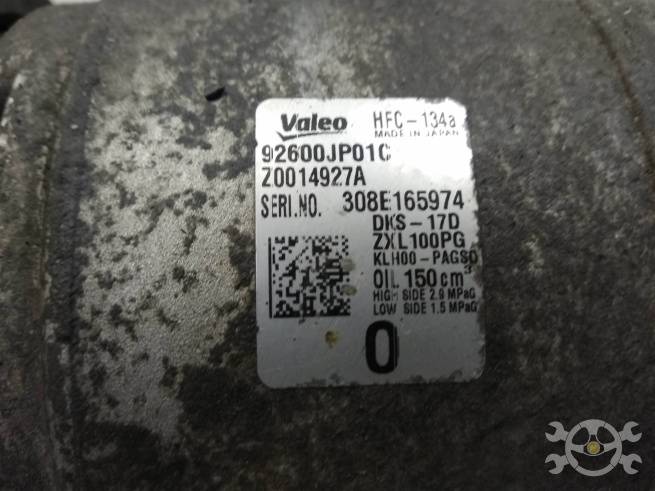 Valeo HFC-134a
MADE IN JAPAN
92600JP01C
Z0014927A
SERI.NO. 308E165974
DKS-17D
ZXL100PG
KLH00-PAGSD
OIL 150cm³
HIGH SIDE 2.9 MPaG
LOW SIDE 1.5 MPaG
0